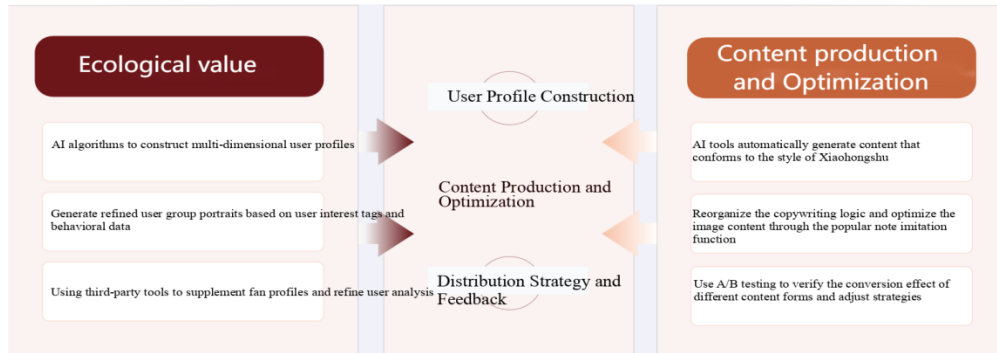 Ecological value
AI algorithms to construct multi-dimensional user profiles
Generate refined user group portraits based on user interest tags and
behavioral data
Using third-party tools to supplement fan profiles and refine user analysis
User Profile Construction
Content Production and
Optimization
Distribution Strategy and
Feedback
Content production
and Optimization
AI tools automatically generate content that
conforms to the style of Xiaohongshu
Reorganize the copywriting logic and optimize the
image content through the popular note imitation
function
Use A/B testing to verify the conversion effect of
different content forms and adjust strategies